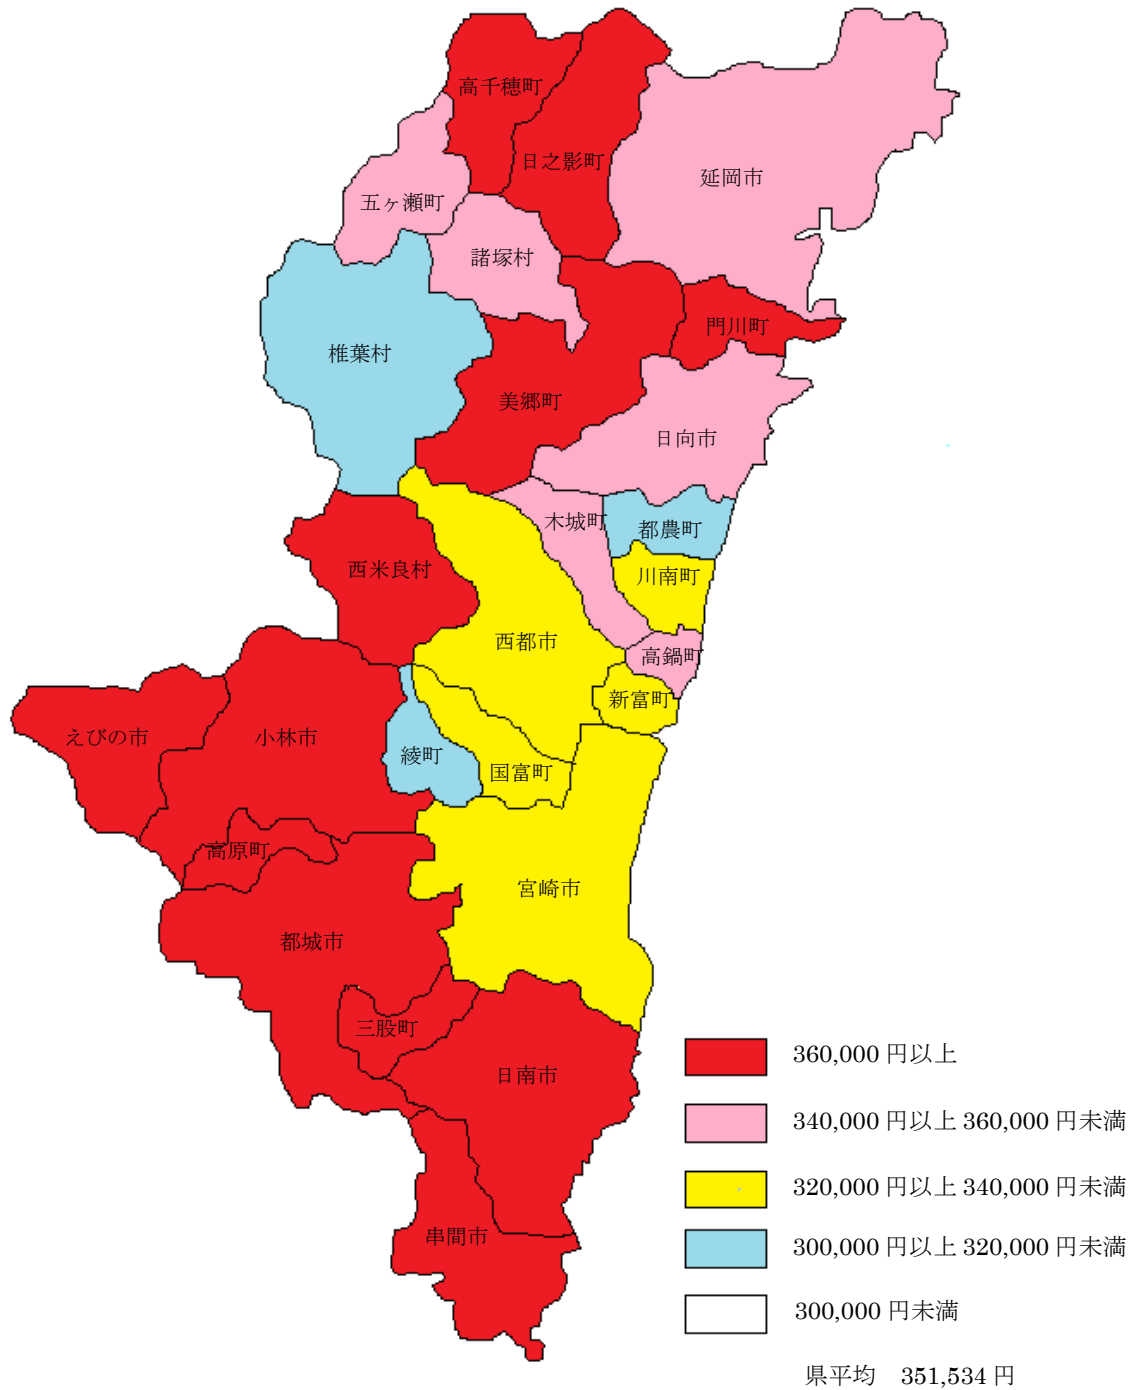 高千穂町
日之影町
延岡市
五ヶ瀬町
諸塚村
門川町
椎葉村
美郷町
日向市
木城町
都農町
西米良村
川南町
西都市
高鍋町
新富町
えびの市
小林市
綾町
国富町
高原町
宮崎市
都城市
三股町
日南市
串間市
360,000 円以上
340,000 円以上 360,000 円未満
320,000 円以上 340,000 円未満
300,000 円以上 320,000 円未満
300,000 円未満
県平均　351,534 円